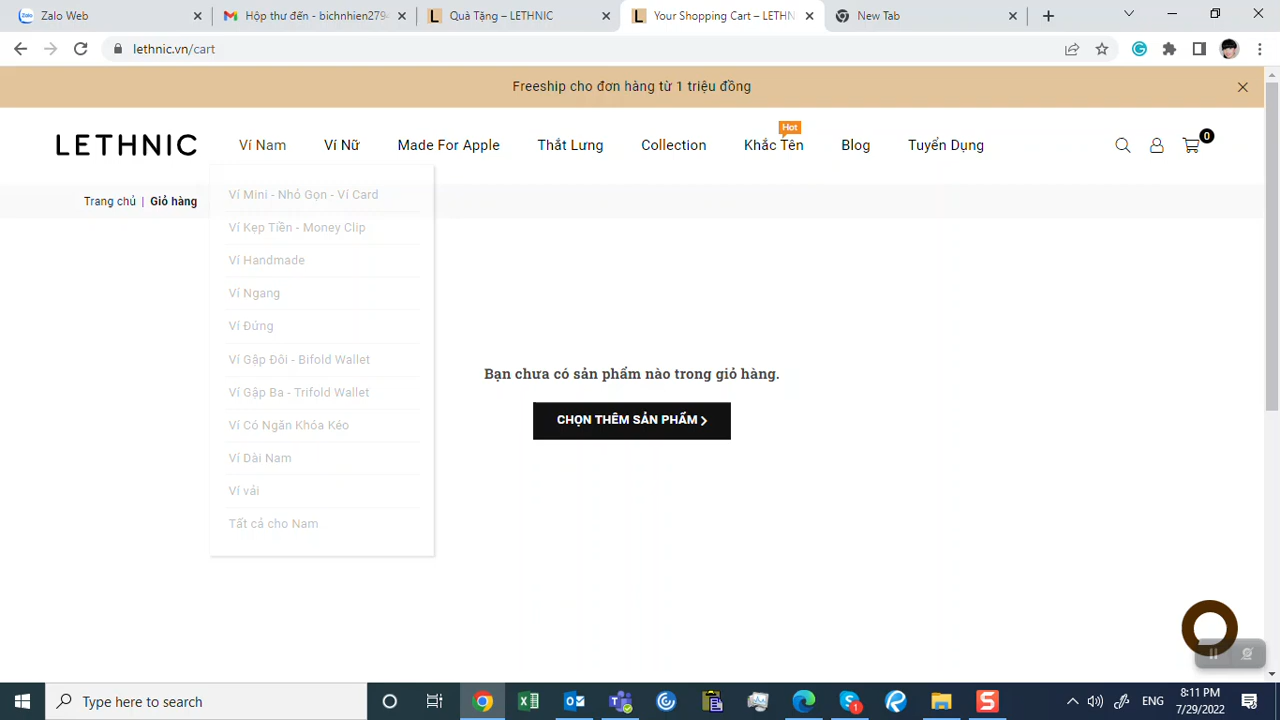 Zalo Web
Hộp thư đến - bichnhien279
Quà Tặng – LETHNIC
Your Shopping Cart – LETHN
New Tab
lethnic.vn/cart
Freeship cho đơn hàng từ 1 triệu đồng
LETHNIC
Ví Nam
Ví Nữ
Made For Apple
Thắt Lưng
Collection
Hot
Khắc Tên
Blog
Tuyển Dụng
0
Trang chủ | Giỏ hàng
Ví Mini - Nhỏ Gọn - Ví Card
Ví Kẹp Tiền - Money Clip
Ví Handmade
Ví Ngang
Ví Đứng
Ví Gập Đôi - Bifold Wallet
Ví Gập Ba - Trifold Wallet
Ví Có Ngăn Khóa Kéo
Ví Dài Nam
Ví vải
Tất cả cho Nam
Bạn chưa có sản phẩm nào trong giỏ hàng.
CHỌN THÊM SẢN PHẨM
Type here to search
ENG
8:11 PM
7/29/2022